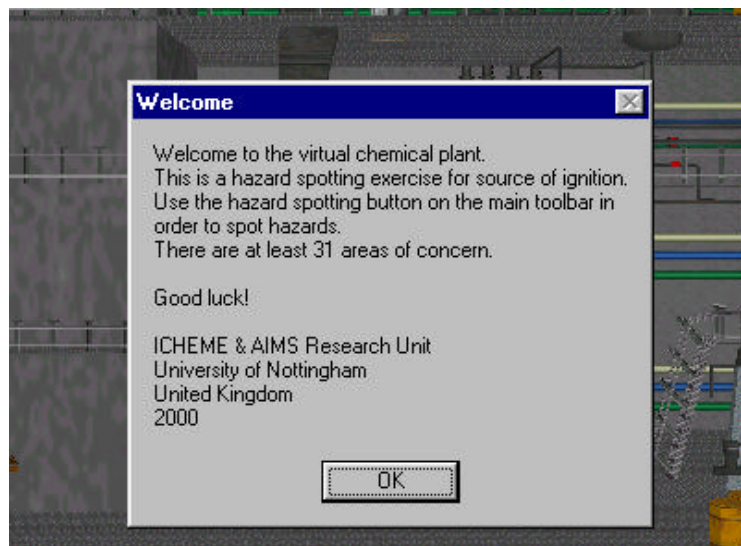 Welcome
Welcome to the virtual chemical plant.
This is a hazard spotting exercise for source of ignition.
Use the hazard spotting button on the main toolbar in
order to spot hazards.
There are at least 31 areas of concern.
Good luck!
ICHEME & AIMS Research Unit
University of Nottingham
United Kingdom
2000
OK